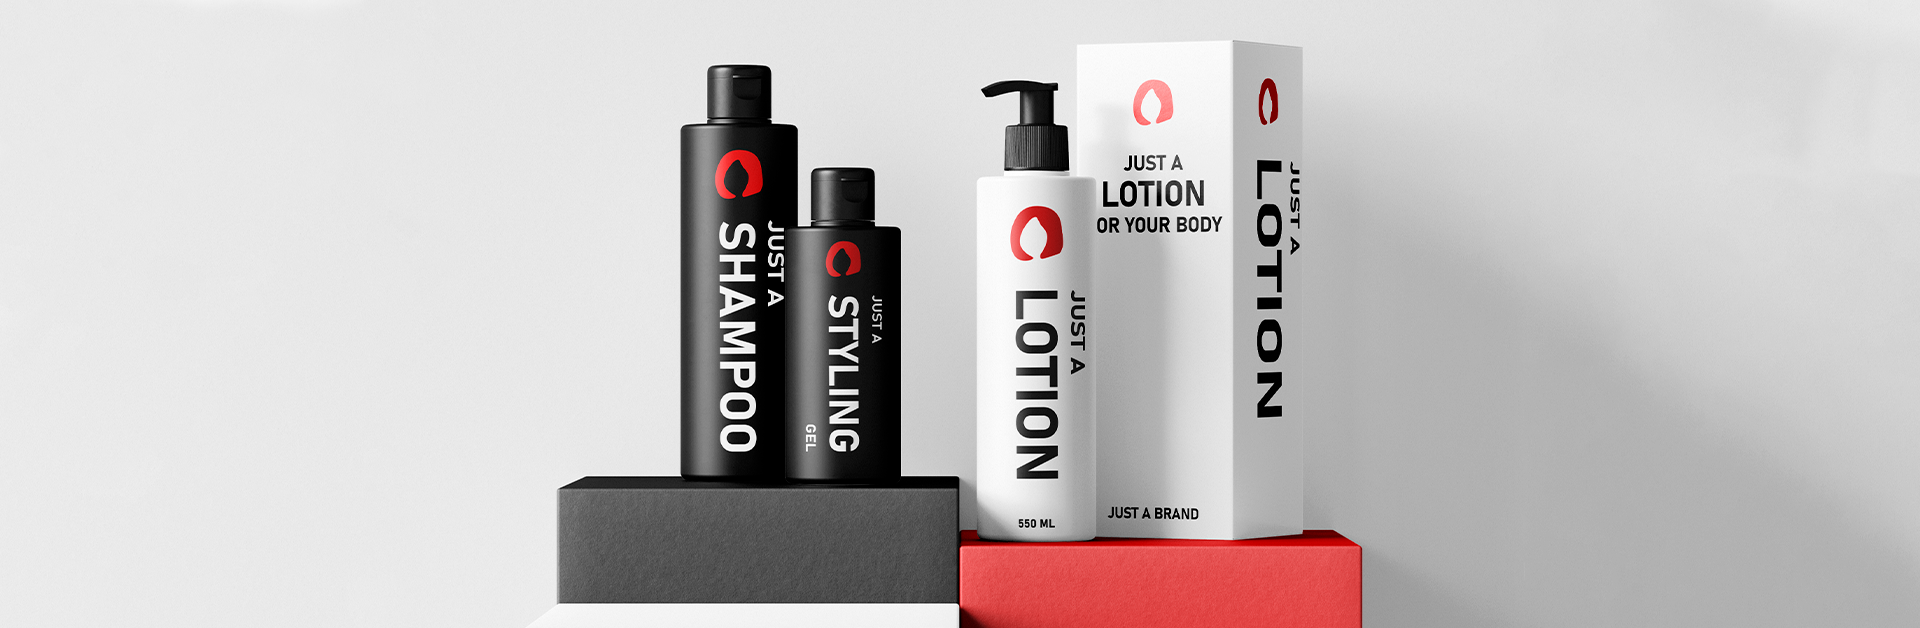 JUST A
SHAMPOO
JUST A
STYLING
GEL
JUST A
LOTION
550 ML
JUST A
LOTION
OR YOUR BODY
JUST A BRAND
JUST A
LOTION